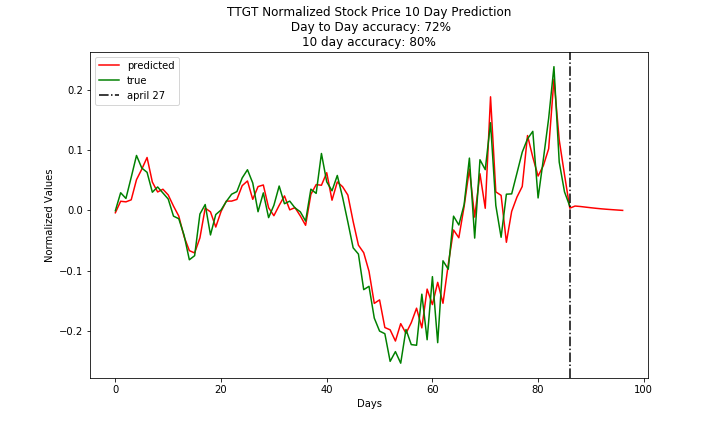 TTGT Normalized Stock Price 10 Day Prediction
Day to Day accuracy: 72%
10 day accuracy: 80%
predicted
true
april 27
Normalized Values
0.2
0.1
0.0
−0.1
−0.2
0 20 40 60 80 100
Days